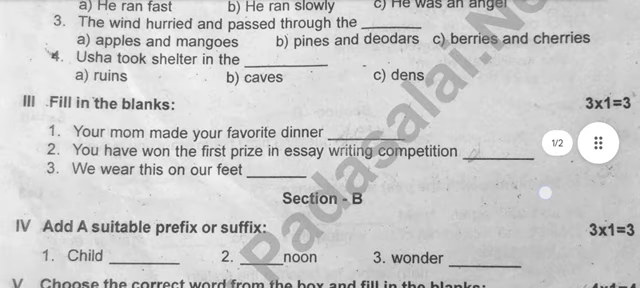 a) He ran fast b) He ran slowly c) He was an angel
3. The wind hurried and passed through the ________
a) apples and mangoes b) pines and deodars c) berries and cherries
4. Usha took shelter in the ________
a) ruins b) caves c) dens
III .Fill in the blanks: 3x1=3
1. Your mom made your favorite dinner ________
2. You have won the first prize in essay writing competition ________
1/2
3. We wear this on our feet ________
Section - B
IV Add A suitable prefix or suffix: 3x1=3
1. Child ________ 2. ____noon 3. wonder ________
V Choose the correct word from the box and fill in the blanks: 4x1=4
Padasalai.Ne